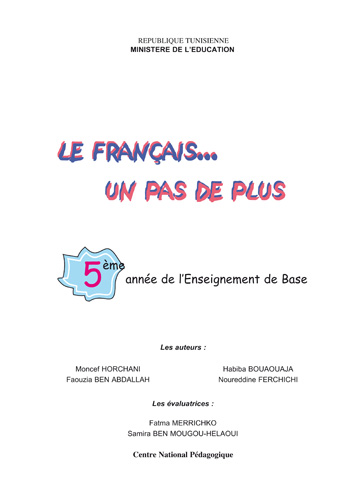 REPUBLIQUE TUNISIENNE
MINISTERE DE L'EDUCATION
LE FRANÇAIS...
UN PAS DE PLUS
5ème année de l'Enseignement de Base
Les auteurs :
Moncef HORCHANI Habiba BOUAOUAJA
Faouzia BEN ABDALLAH Noureddine FERCHICHI
Les évaluatrices :
Fatma MERRICHKO
Samira BEN MOUGOU-HELAOUI
Centre National Pédagogique